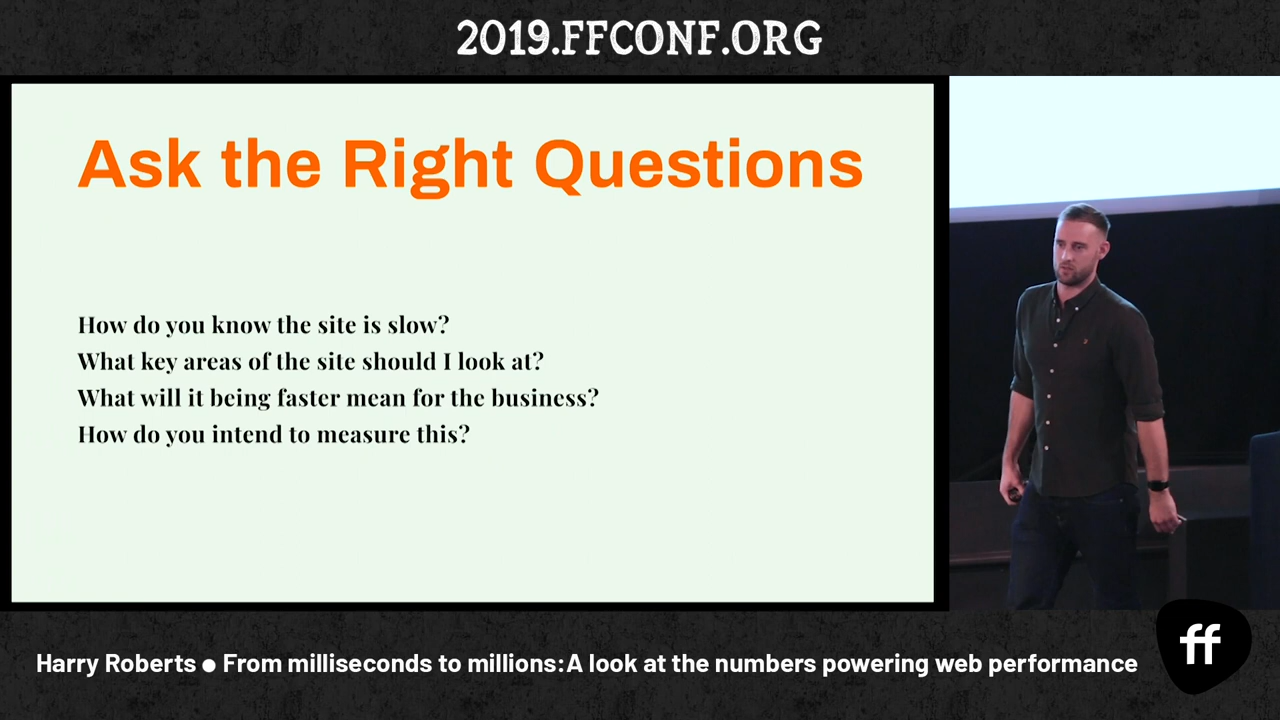 2019.FFCONF.ORG
Ask the Right Questions
How do you know the site is slow?
What key areas of the site should I look at?
What will it being faster mean for the business?
How do you intend to measure this?
Harry Roberts ● From milliseconds to millions:A look at the numbers powering web performance
ff